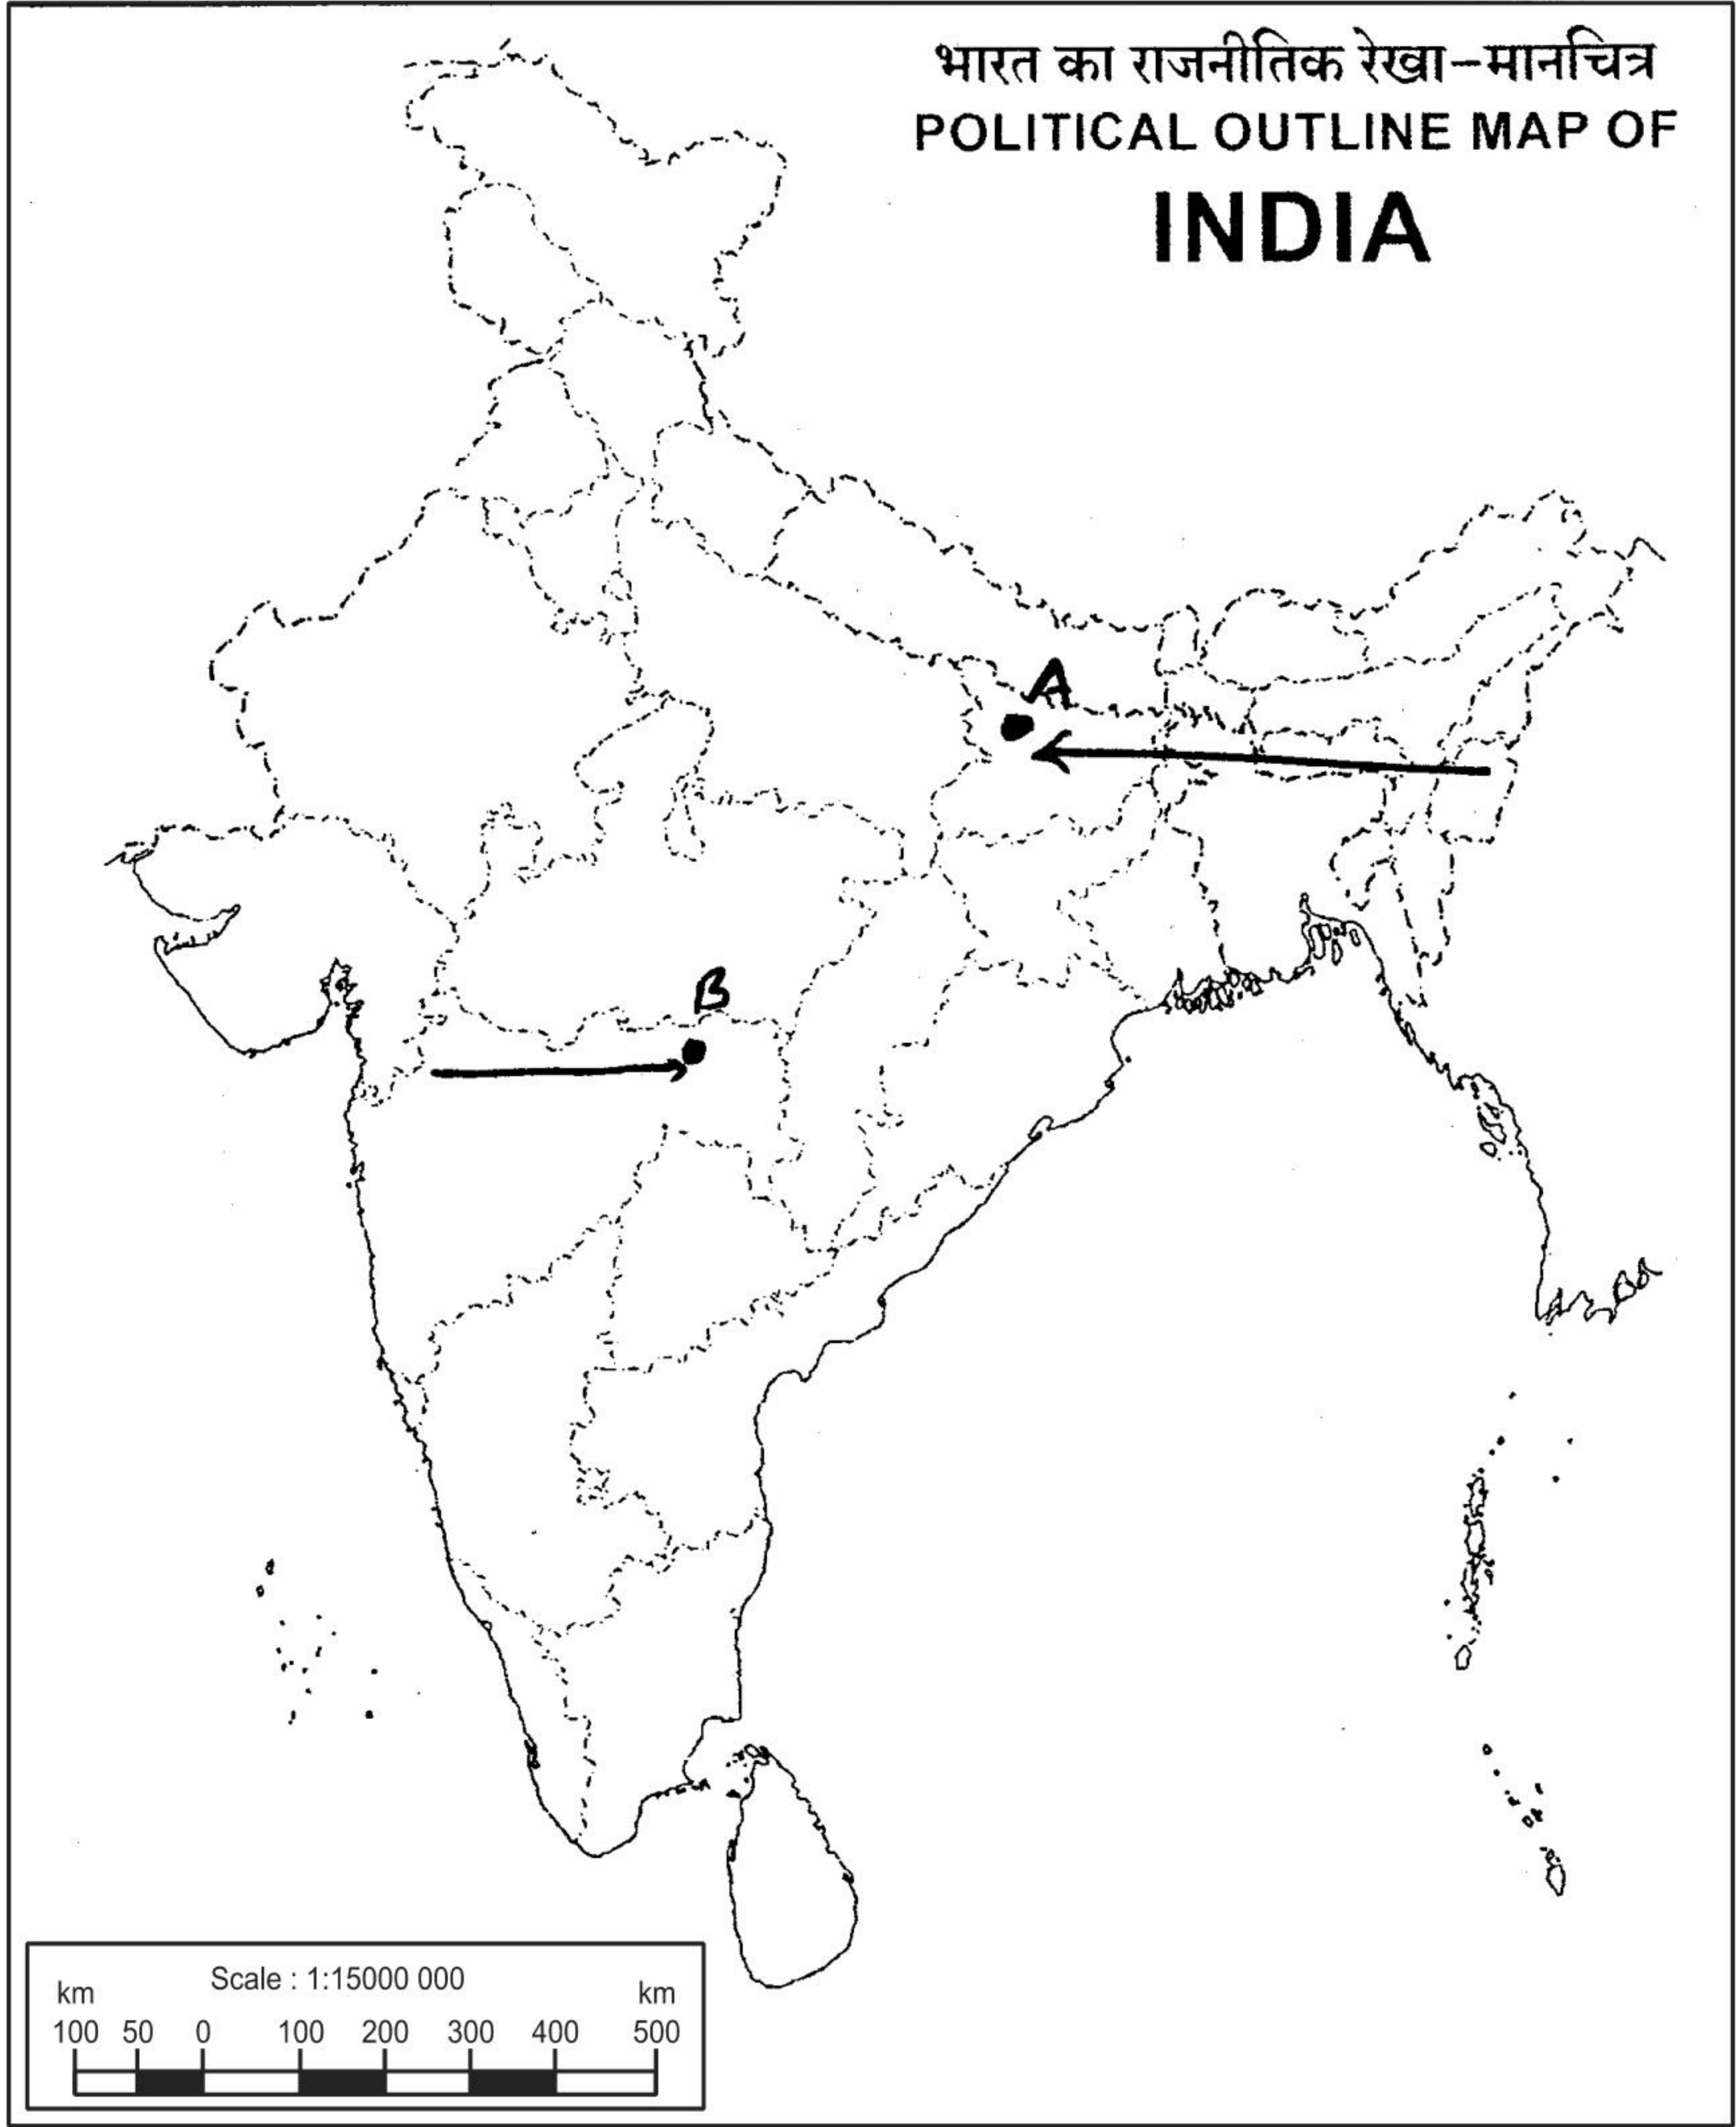 भारत का राजनीतिक रेखा-मानचित्र
POLITICAL OUTLINE MAP OF
INDIA
A
B
Scale : 1:15000 000
km km
100 50 0 100 200 300 400 500